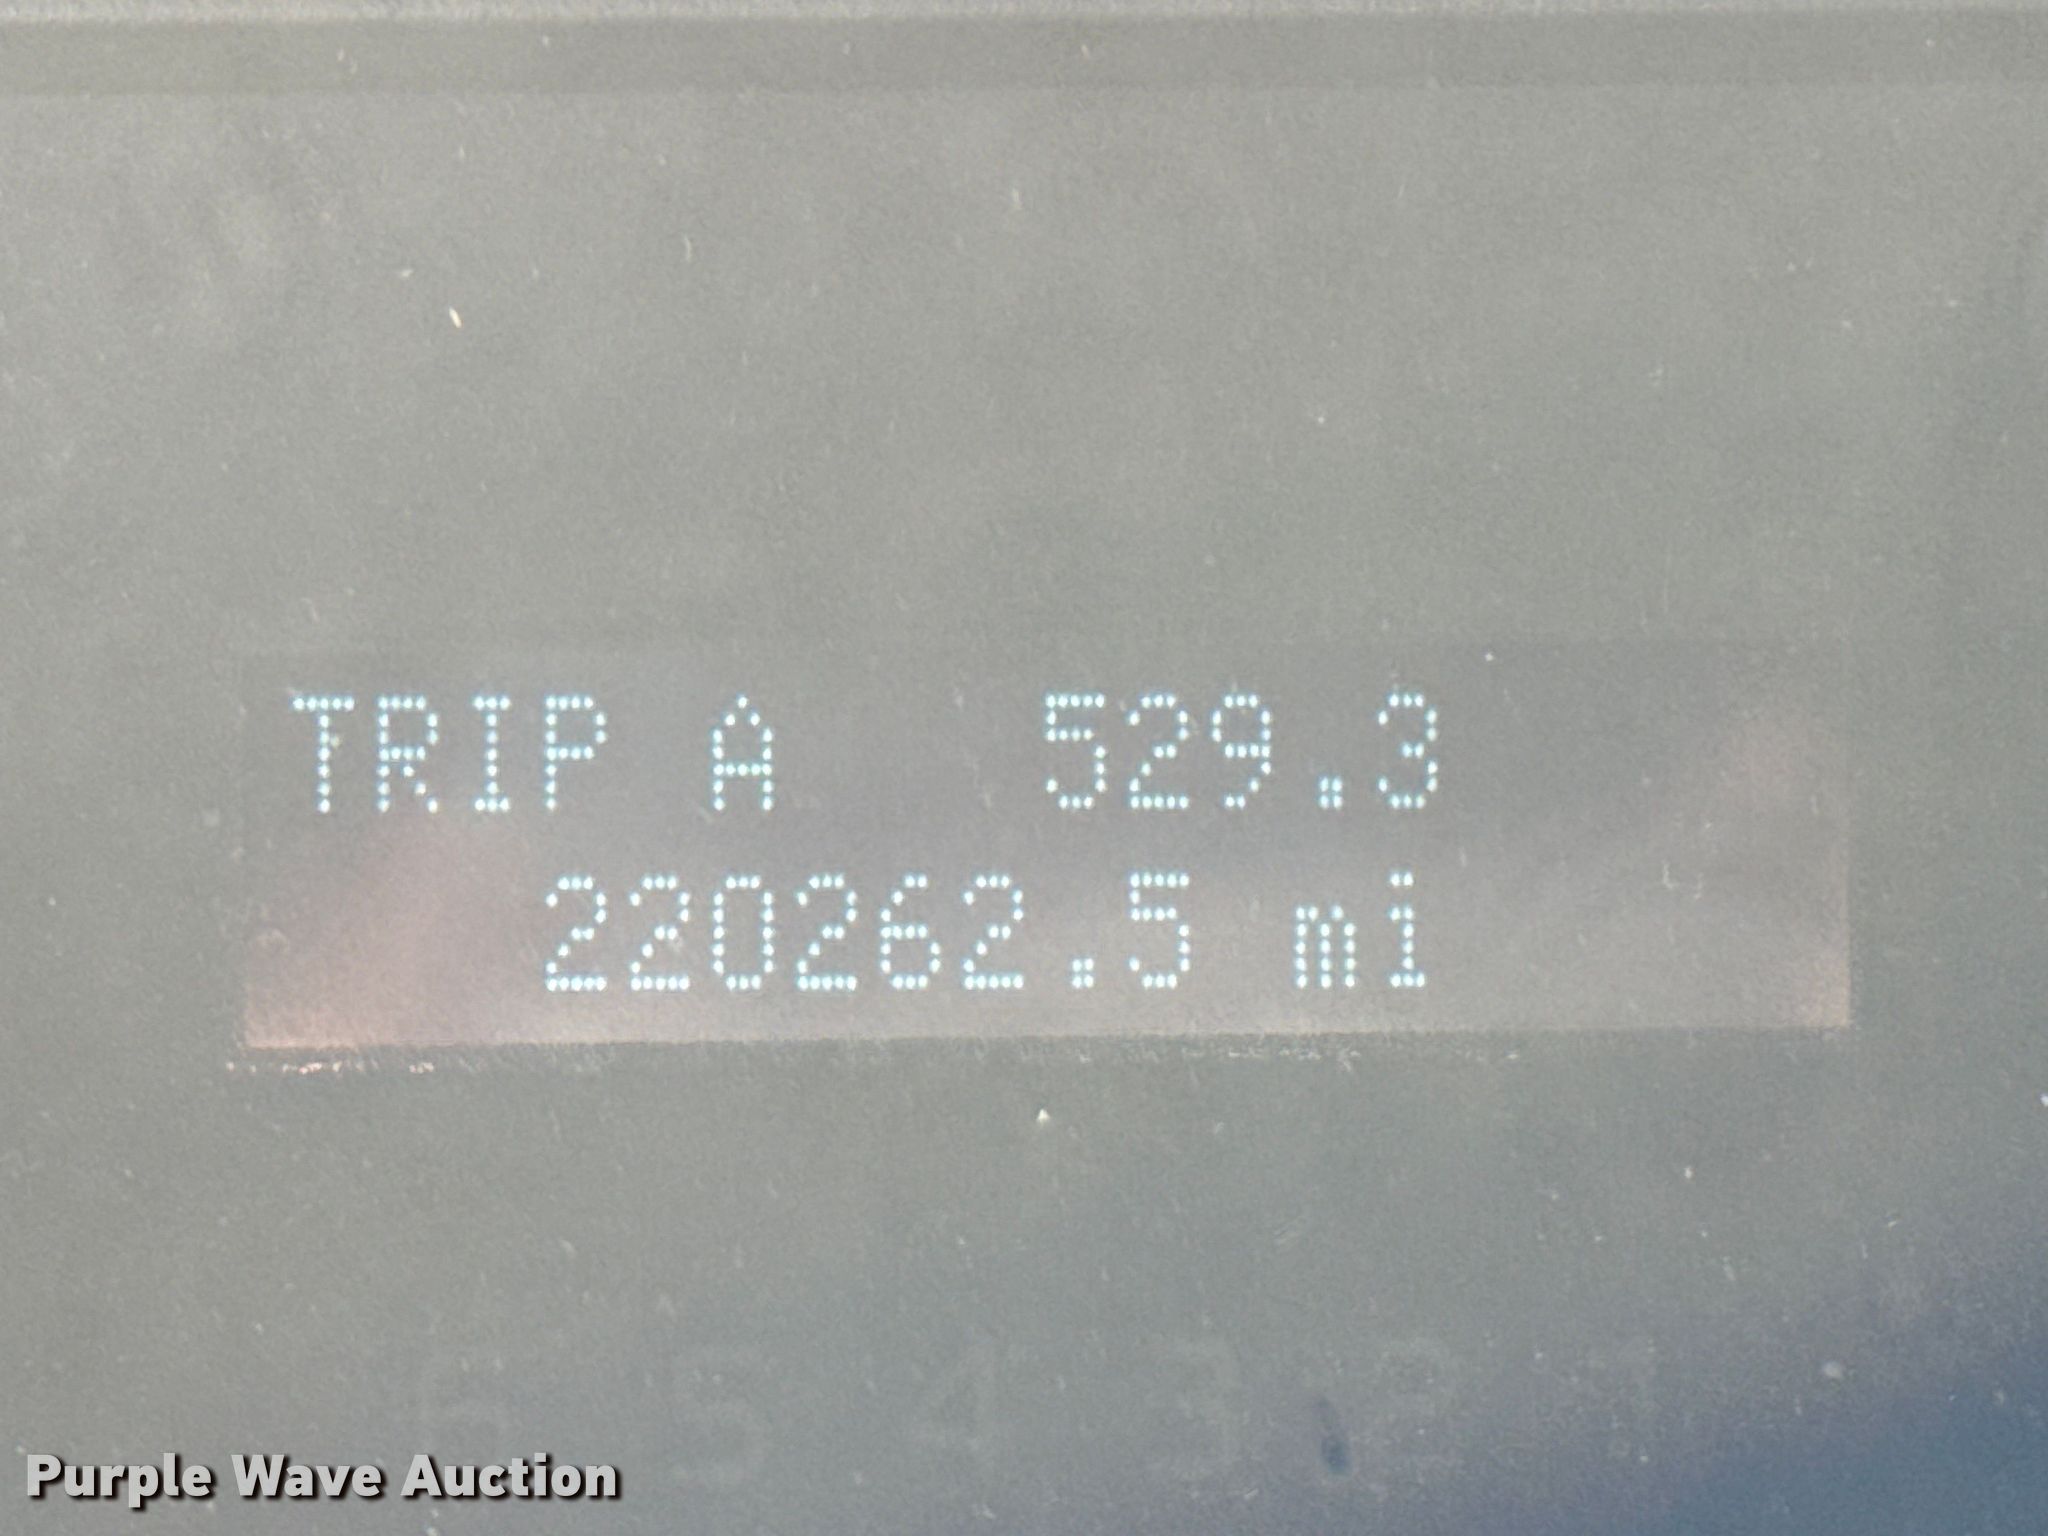 TRIP A 529.3
220262.5 mi
Purple Wave Auction